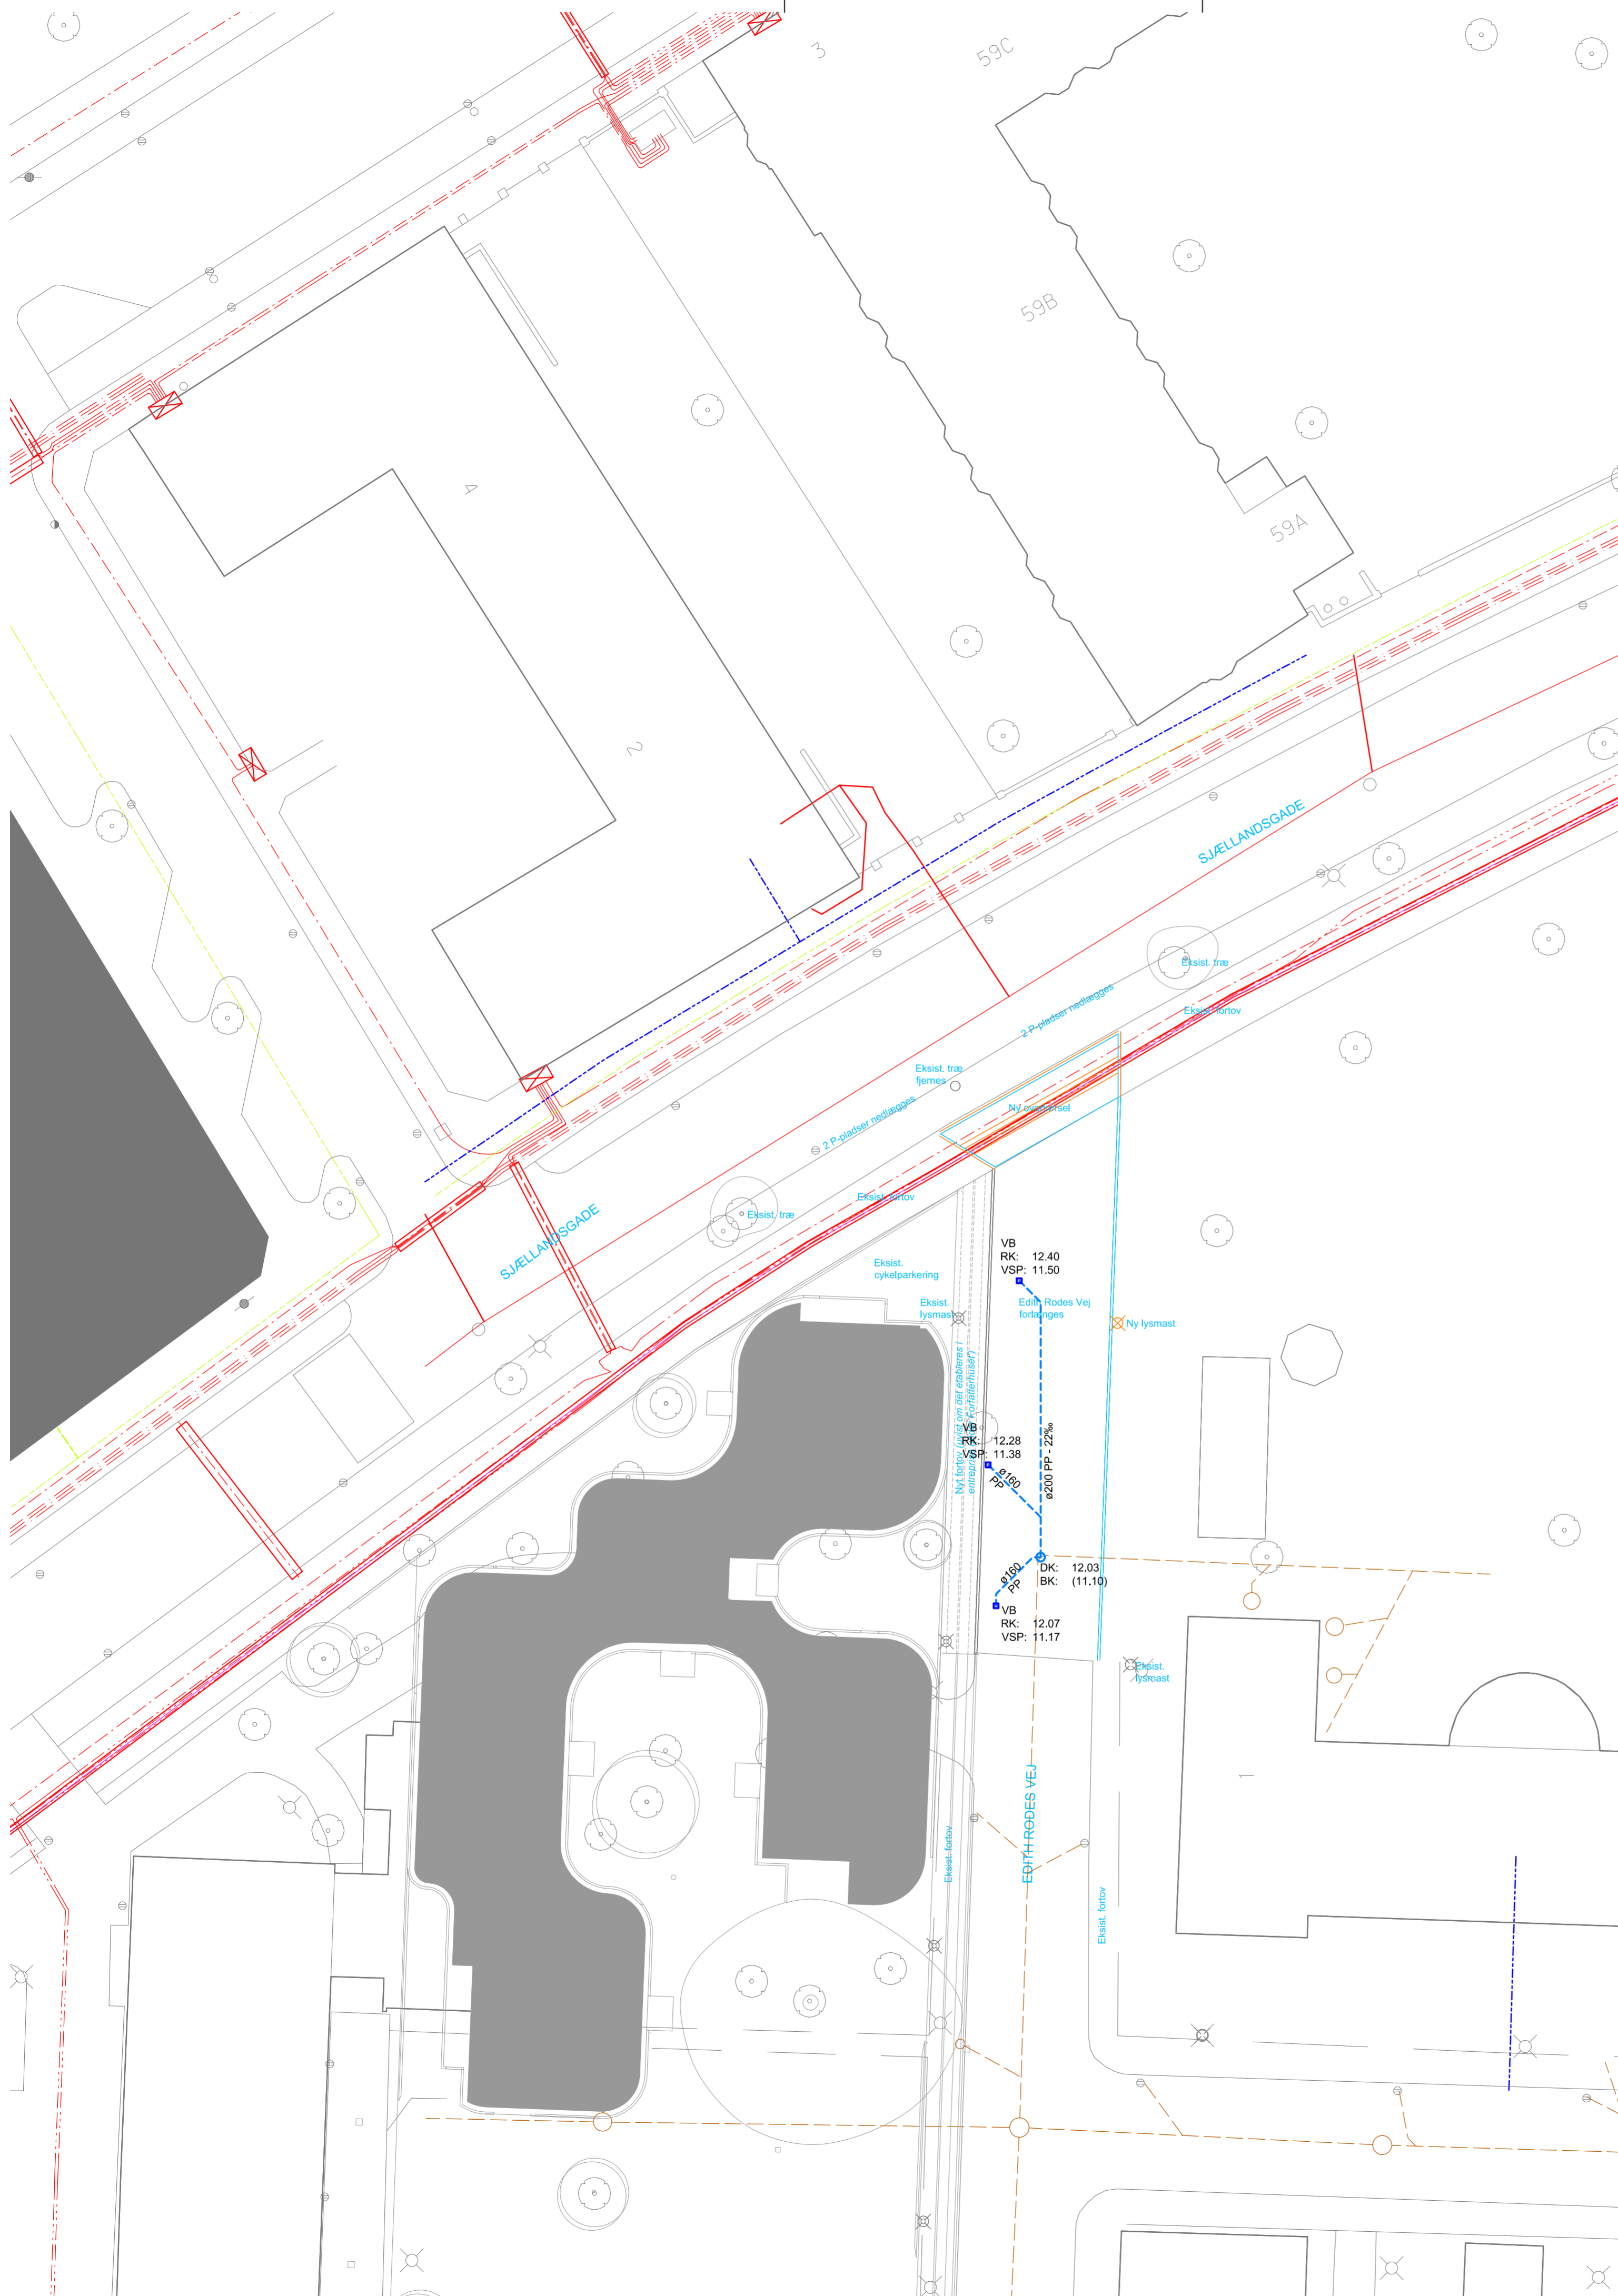 3
59C
59B
59A
4
2
SJÆLLANDSGADE
Eksist. træ
2 P-pladser nedlægges
Eksist. fortov
Eksist. træ
fjernes
Ny overkørsel
2 P-pladser nedlægges
Eksist. fortov
Eksist. træ
SJÆLLANDSGADE
Eksist.
cykelparkering
VB
RK: 12.40
VSP: 11.50
Eksist.
lysmast
Edith Rodes Vej
forlænges
Ny lysmast
VB
RK: 12.28
VSP: 11.38
ø160
PP
ø200 PP - 22‰
DK: 12.03
BK: (11.10)
ø160
PP
VB
RK: 12.07
VSP: 11.17
Eksist.
lysmast
EDITH RODES VEJ
1
Eksist. fortov
Eksist. fortov